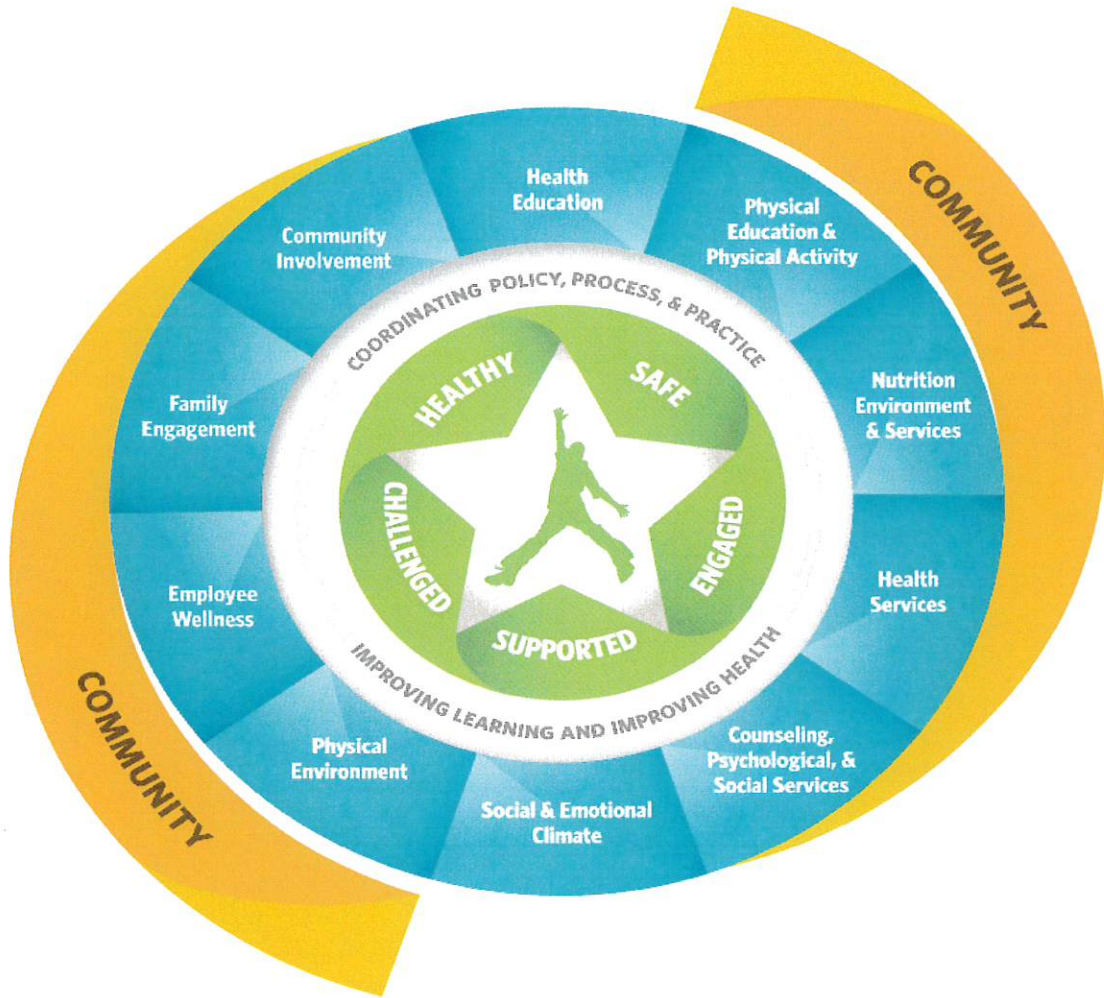 COMMUNITY
Health
Education
Physical
Education &
Physical Activity
Nutrition
Environment
& Services
Health
Services
Counseling,
Psychological, &
Social Services
Social & Emotional
Climate
Physical
Environment
Employee
Wellness
Family
Engagement
Community
Involvement
COORDINATING POLICY, PROCESS, & PRACTICE
IMPROVING LEARNING AND IMPROVING HEALTH
HEALTHY
SAFE
ENGAGED
SUPPORTED
CHALLENGED
COMMUNITY